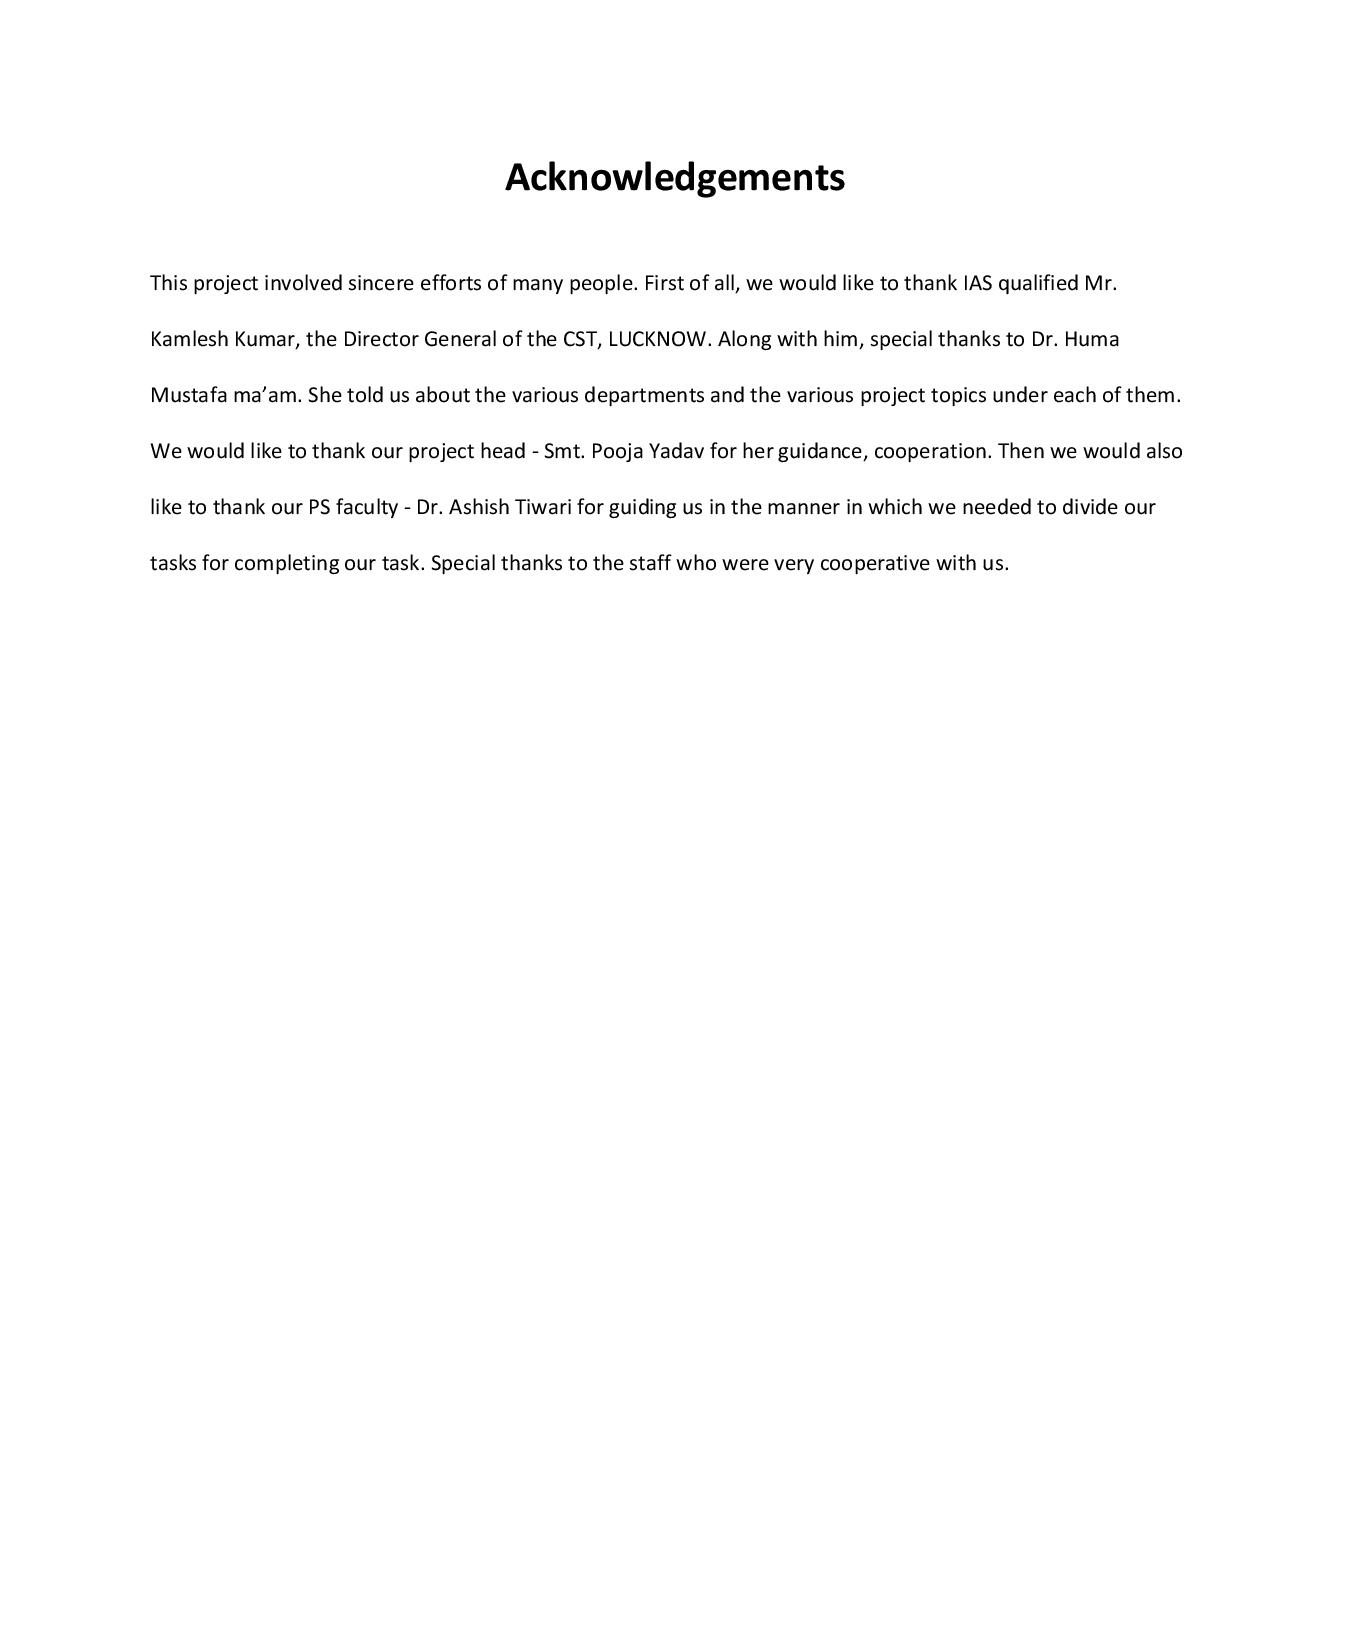 Acknowledgements
This project involved sincere efforts of many people. First of all, we would like to thank IAS qualified Mr.
Kamlesh Kumar, the Director General of the CST, LUCKNOW. Along with him, special thanks to Dr. Huma
Mustafa ma’am. She told us about the various departments and the various project topics under each of them.
We would like to thank our project head - Smt. Pooja Yadav for her guidance, cooperation. Then we would also
like to thank our PS faculty - Dr. Ashish Tiwari for guiding us in the manner in which we needed to divide our
tasks for completing our task. Special thanks to the staff who were very cooperative with us.